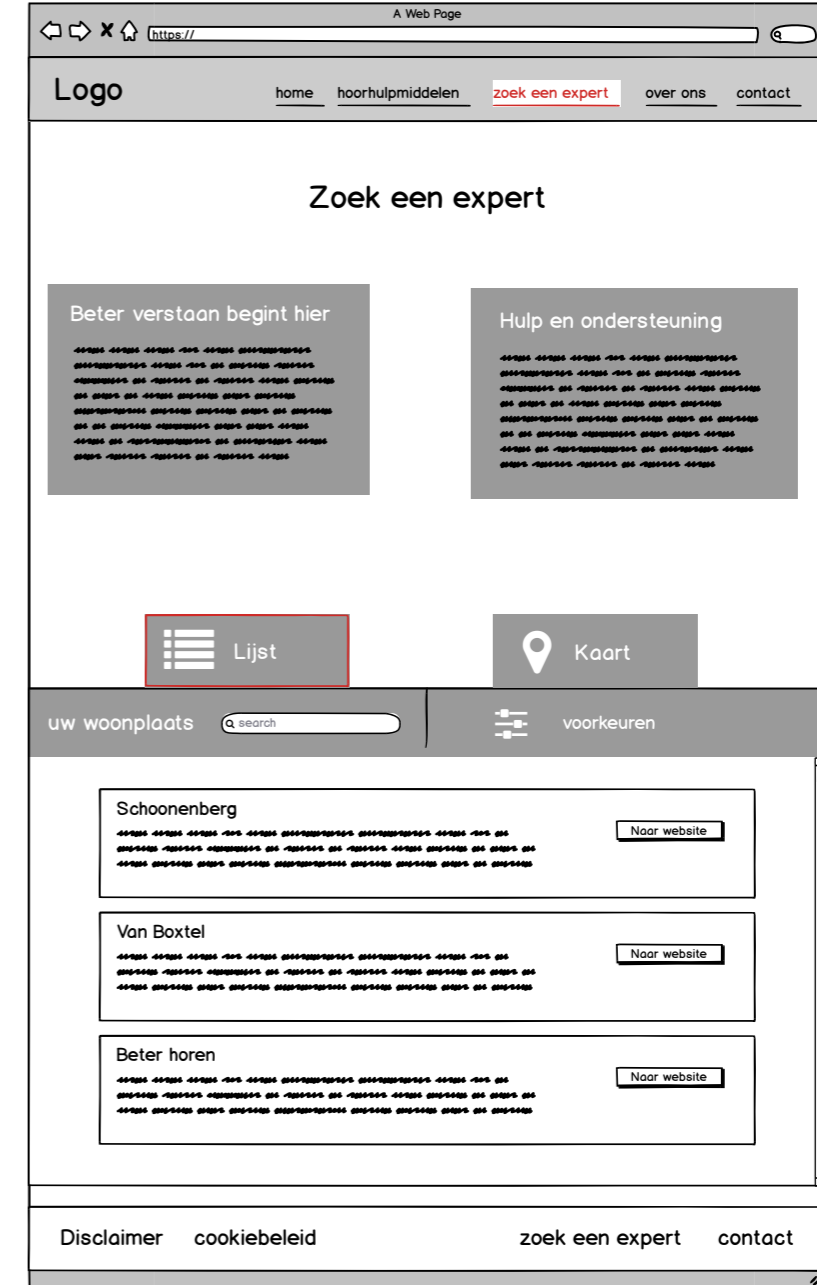 A Web Page
https://
Logo
home hoorhulpmiddelen zoek een expert over ons contact
Zoek een expert
Beter verstaan begint hier
Hulp en ondersteuning
Lijst
Kaart
uw woonplaats search voorkeuren
Schoonenberg
Naar website
Van Boxtel
Naar website
Beter horen
Naar website
Disclaimer cookiebeleid zoek een expert contact